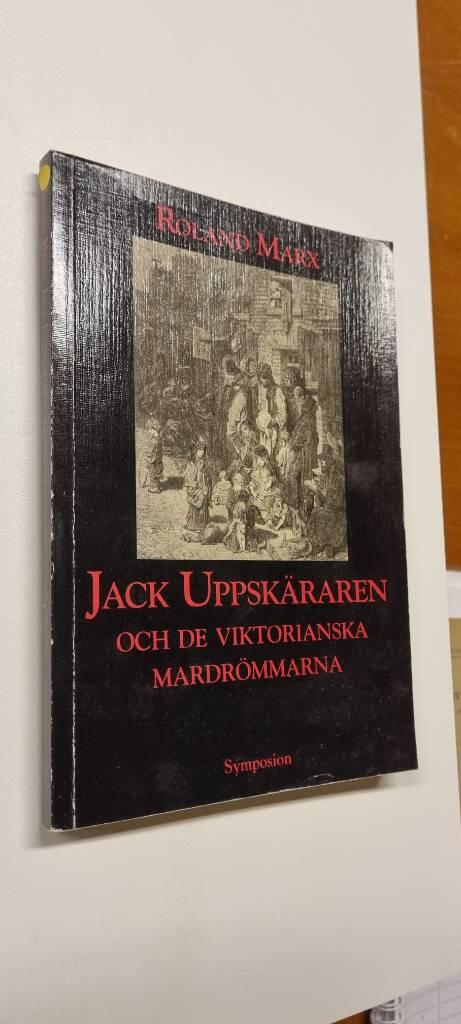 ROLAND MARX
JACK UPPSKÄRAREN
OCH DE VIKTORIANSKA
MARDRÖMMARNA
Symposion